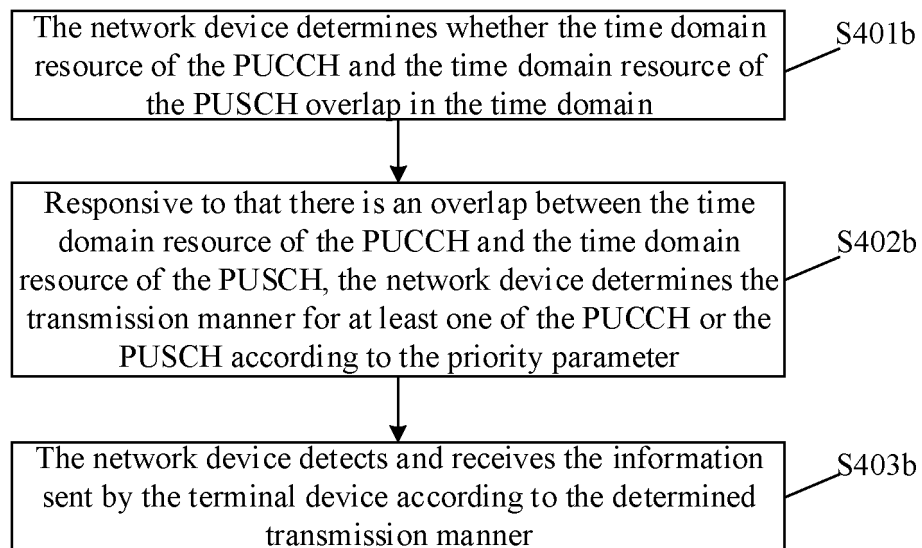 The network device determines whether the time domain
resource of the PUCCH and the time domain resource of
the PUSCH overlap in the time domain
S401b
Responsive to that there is an overlap between the time
domain resource of the PUCCH and the time domain
resource of the PUSCH, the network device determines the
transmission manner for at least one of the PUCCH or the
PUSCH according to the priority parameter
S402b
The network device detects and receives the information
sent by the terminal device according to the determined
transmission manner
S403b